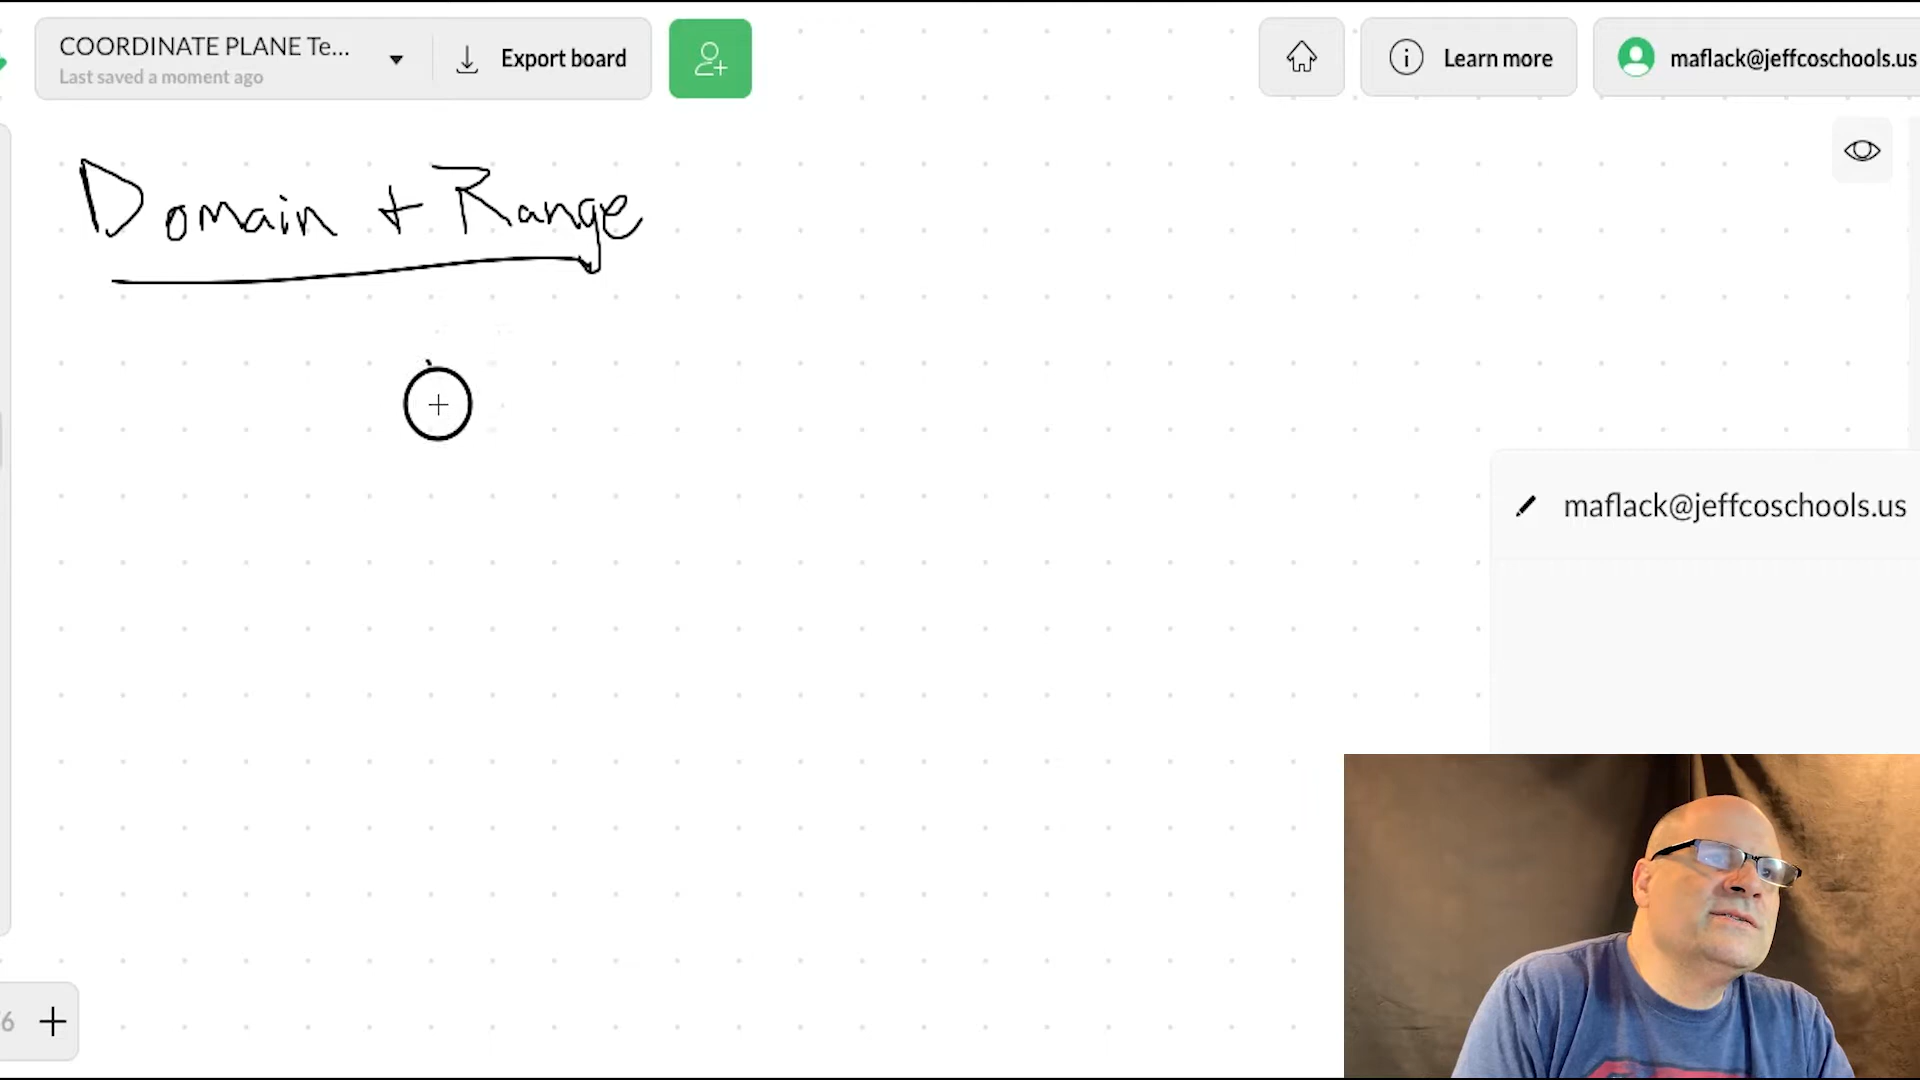 COORDINATE PLANE Te...
Last saved a moment ago
Export board
Learn more
maflack@jeffcoschools.us
Domain + Range
maflack@jeffcoschools.us
6